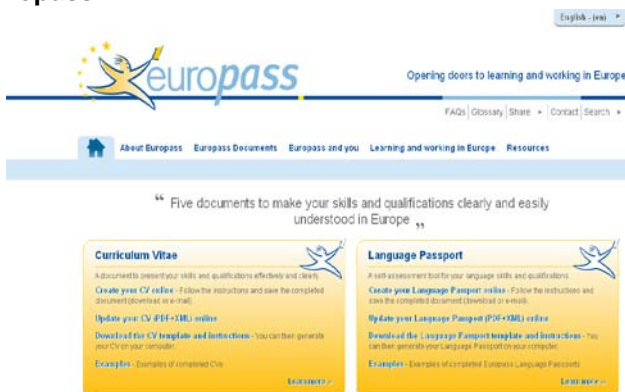 English - (en)
europass
Opening doors to learning and working in Europe
FAQs | Glossary | Share | Contact | Search
About Europass Europass Documents Europass and you Learning and working in Europe Resources
“ Five documents to make your skills and qualifications clearly and easily
understood in Europe „
Curriculum Vitae
A document to present your skills and qualifications effectively and clearly.
Create your CV online - Follow the instructions and save the completed
document (download or e-mail).
Update your CV (PDF+XML) online
Download the CV template and instructions - You can then generate
your CV on your computer.
Examples - Examples of completed CVs
Learn more »
Language Passport
A self-assessment tool for your language skills and qualifications.
Create your Language Passport online - Follow the instructions and
save the completed document (download or e-mail).
Update your Language Passport (PDF+XML) online
Download the Language Passport template and instructions - You
can then generate your Language Passport on your computer.
Examples - Examples of completed Europass Language Passports
Learn more »